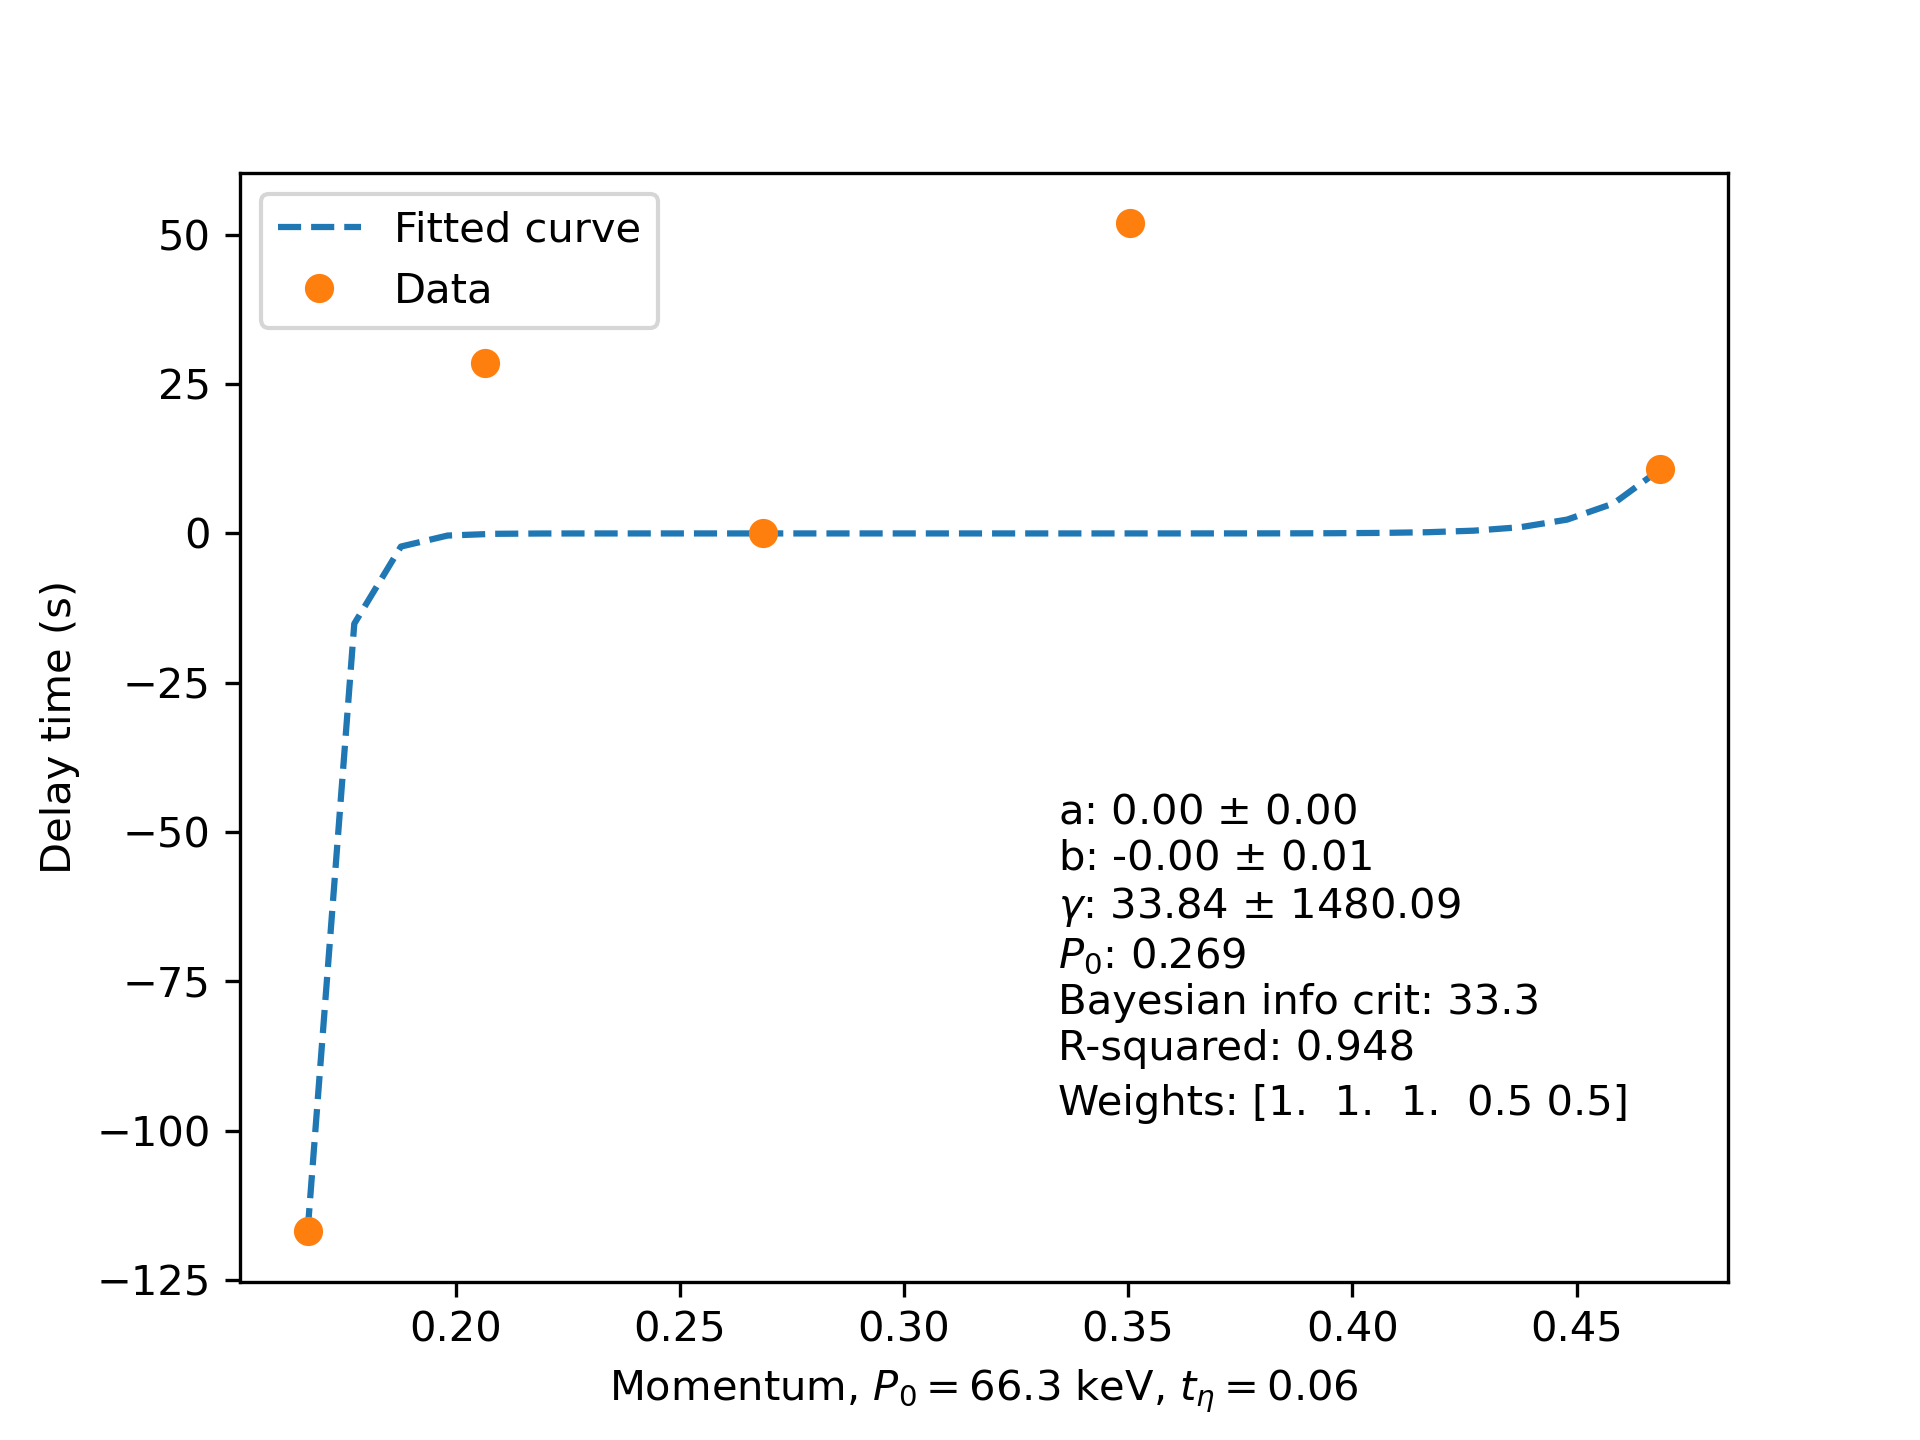 Fitted curve
Data
50
25
0
−25
−50
−75
−100
−125
Delay time (s)
a: 0.00 ± 0.00
b: -0.00 ± 0.01
γ: 33.84 ± 1480.09
P₀: 0.269
Bayesian info crit: 33.3
R-squared: 0.948
Weights: [1.  1.  1.  0.5 0.5]
0.20 0.25 0.30 0.35 0.40 0.45
Momentum, P₀ = 66.3 keV, tη = 0.06